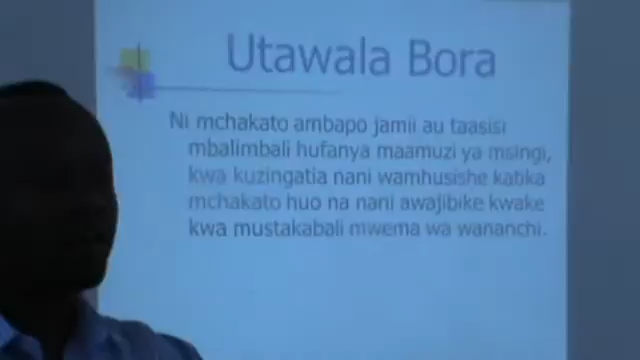 Utawala Bora
Ni mchakato ambapo jamii au taasisi
mbalimbali hufanya maamuzi ya msingi,
kwa kuzingatia nani wamhusishe katika
mchakato huo na nani awajibike kwake
kwa mustakabali mwema wa wananchi.